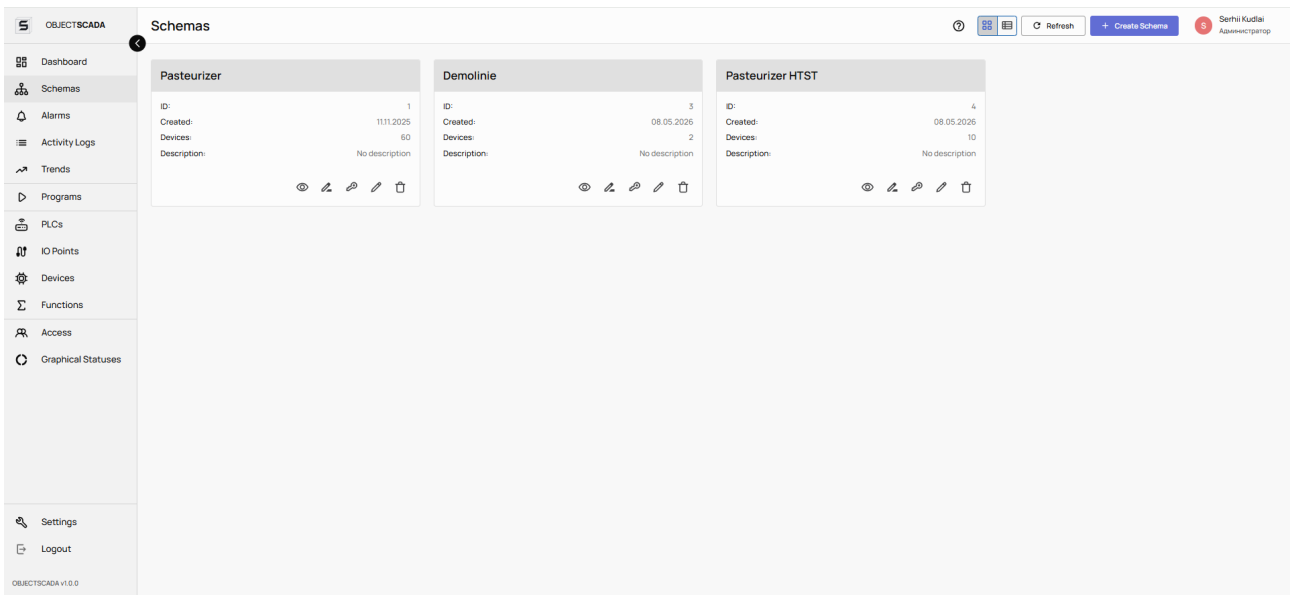 OBJECTSCADA
Schemas
Refresh
+ Create Schema
S
Serhii Kudlai
Администратор
Dashboard
Schemas
Alarms
Activity Logs
Trends
Programs
PLCs
IO Points
Devices
Functions
Access
Graphical Statuses
Settings
Logout
OBJECTSCADA v1.0.0
Pasteurizer
ID: 1
Created: 11.11.2025
Devices: 60
Description: No description
Demolinie
ID: 3
Created: 08.05.2026
Devices: 2
Description: No description
Pasteurizer HTST
ID: 4
Created: 08.05.2026
Devices: 10
Description: No description